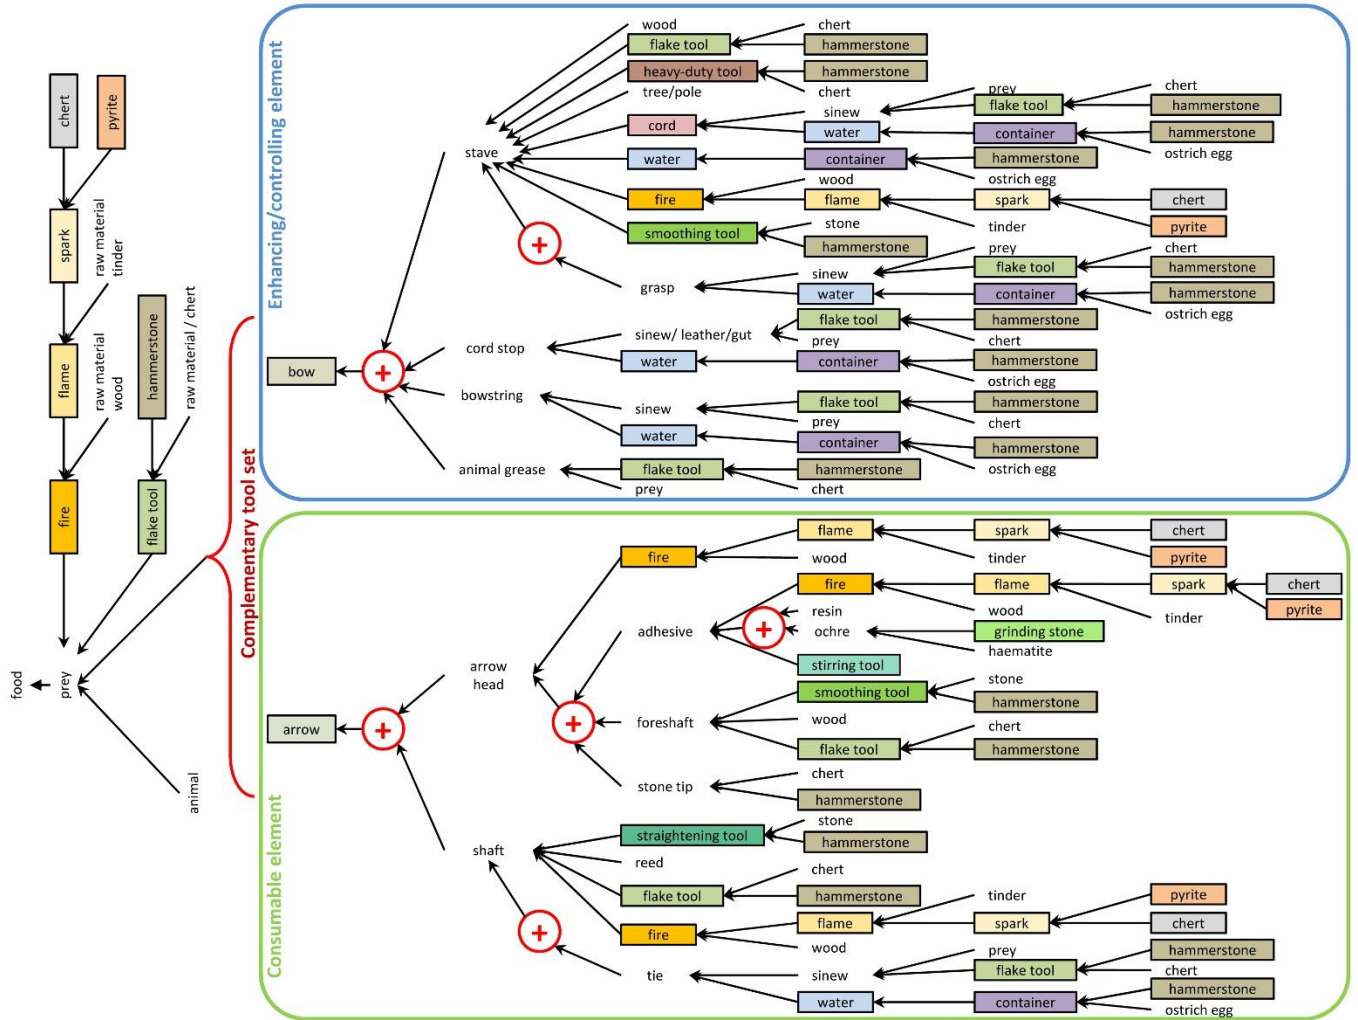 chert
pyrite
spark
raw material
tinder
flame
raw material
wood
hammerstone
raw material / chert
fire
flake tool
food
prey
animal
Complementary tool set
Enhancing/controlling element
bow
stave
wood
flake tool
chert
hammerstone
heavy-duty tool
hammerstone
chert
tree/pole
cord
sinew
prey
flake tool
chert
hammerstone
water
container
hammerstone
ostrich egg
water
container
hammerstone
ostrich egg
fire
wood
flame
spark
chert
pyrite
tinder
smoothing tool
stone
hammerstone
+
grasp
sinew
prey
flake tool
chert
hammerstone
water
container
hammerstone
ostrich egg
+
cord stop
sinew/ leather/gut
flake tool
hammerstone
chert
prey
water
container
hammerstone
ostrich egg
bowstring
sinew
flake tool
hammerstone
chert
prey
water
container
hammerstone
ostrich egg
animal grease
flake tool
hammerstone
chert
prey
Consumable element
arrow
+
arrow
head
fire
flame
spark
chert
pyrite
tinder
wood
+
adhesive
fire
flame
spark
chert
pyrite
tinder
wood
+
resin
ochre
grinding stone
haematite
stirring tool
foreshaft
smoothing tool
stone
hammerstone
wood
flake tool
chert
hammerstone
stone tip
chert
hammerstone
shaft
straightening tool
stone
hammerstone
reed
flake tool
chert
hammerstone
fire
flame
tinder
spark
pyrite
chert
wood
+
tie
sinew
prey
flake tool
hammerstone
chert
water
container
hammerstone
ostrich egg